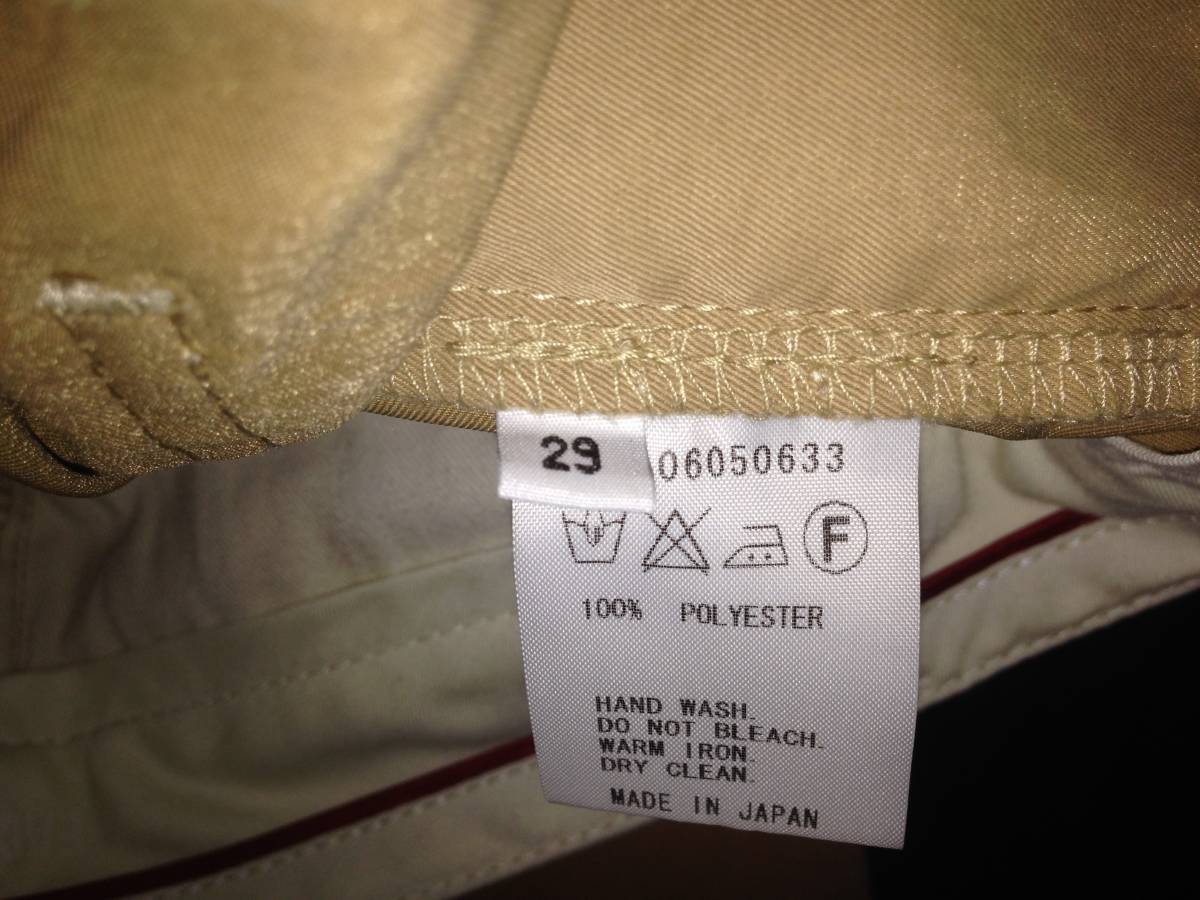 29
06050633
F
100% POLYESTER
HAND WASH.
DO NOT BLEACH.
WARM IRON.
DRY CLEAN.
MADE IN JAPAN